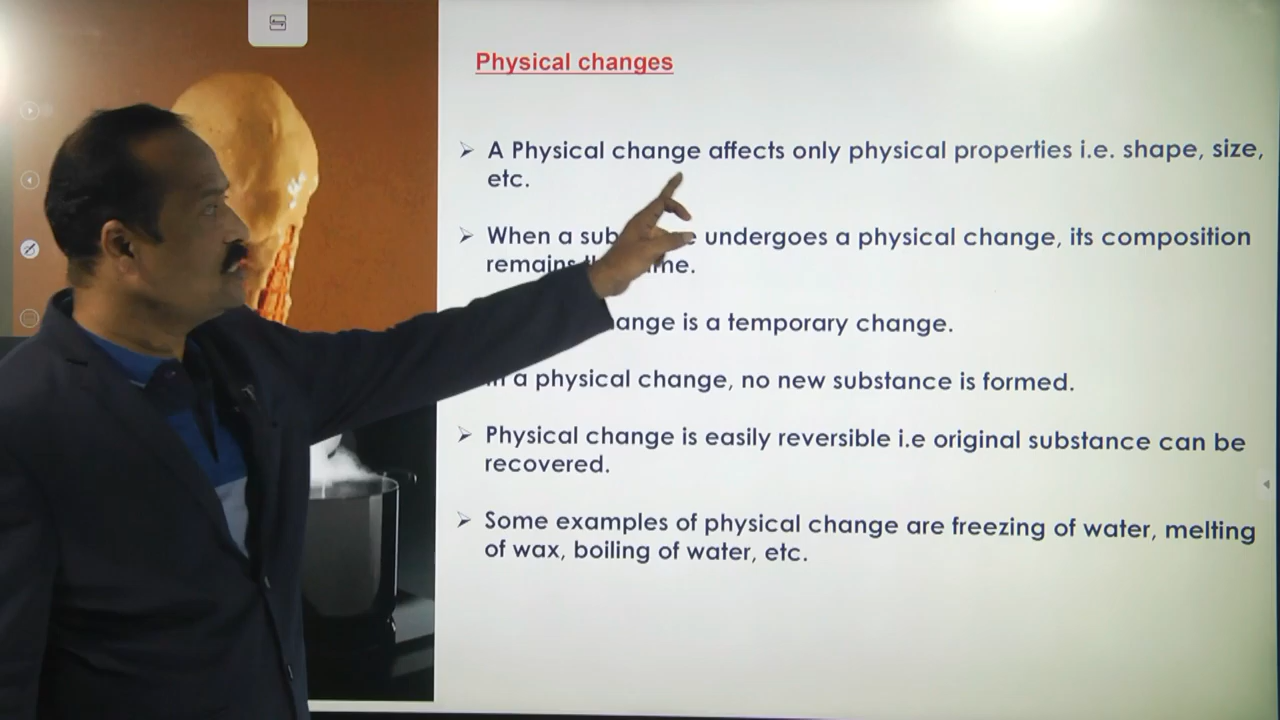 Physical changes
➢ A Physical change affects only physical properties i.e. shape, size,
etc.
➢ When a undergoes a physical change, its composition
remains
is a temporary change.
a physical change, no new substance is formed.
➢ Physical change is easily reversible i.e original substance can be
recovered.
➢ Some examples of physical change are freezing of water, melting
of wax, boiling of water, etc.